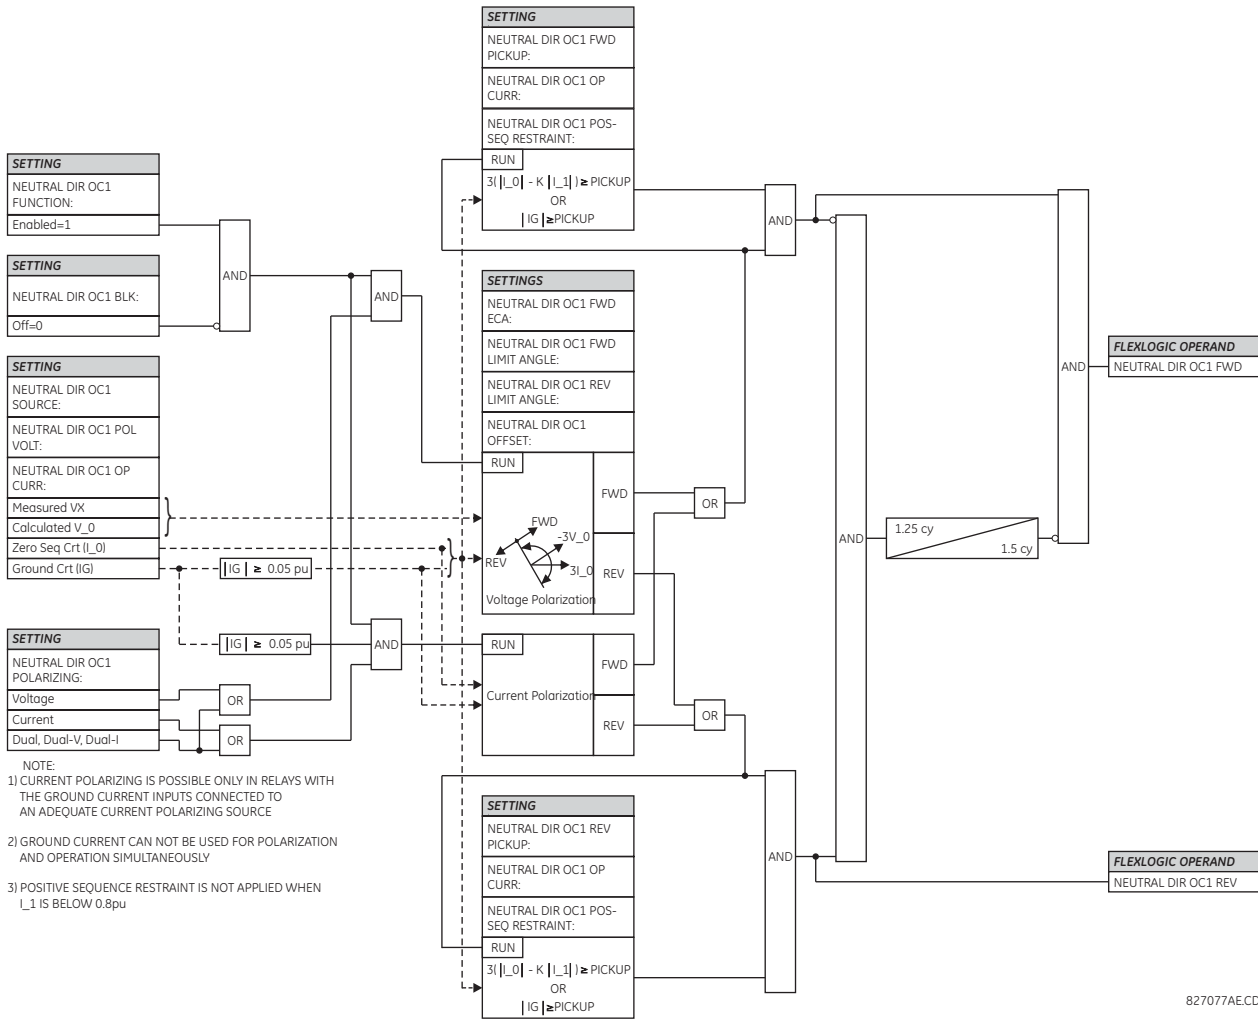 SETTING
NEUTRAL DIR OC1 FWD
PICKUP:
NEUTRAL DIR OC1 OP
CURR:
NEUTRAL DIR OC1 POS-
SEQ RESTRAINT:
RUN
3( |I_0| - K |I_1| ) ≥ PICKUP
OR
| IG | ≥PICKUP
SETTING
NEUTRAL DIR OC1
FUNCTION:
Enabled=1
SETTING
NEUTRAL DIR OC1 BLK:
Off=0
AND
AND
SETTING
NEUTRAL DIR OC1
SOURCE:
NEUTRAL DIR OC1 POL
VOLT:
NEUTRAL DIR OC1 OP
CURR:
Measured VX
Calculated V_0
Zero Seq Crt (I_0)
Ground Crt (IG)
|IG | ≥ 0.05 pu
|IG | ≥ 0.05 pu
AND
SETTING
NEUTRAL DIR OC1
POLARIZING:
Voltage
Current
Dual, Dual-V, Dual-I
OR
OR
NOTE:
1) CURRENT POLARIZING IS POSSIBLE ONLY IN RELAYS WITH
THE GROUND CURRENT INPUTS CONNECTED TO
AN ADEQUATE CURRENT POLARIZING SOURCE
2) GROUND CURRENT CAN NOT BE USED FOR POLARIZATION
AND OPERATION SIMULTANEOUSLY
3) POSITIVE SEQUENCE RESTRAINT IS NOT APPLIED WHEN
I_1 IS BELOW 0.8pu
SETTINGS
NEUTRAL DIR OC1 FWD
ECA:
NEUTRAL DIR OC1 FWD
LIMIT ANGLE:
NEUTRAL DIR OC1 REV
LIMIT ANGLE:
NEUTRAL DIR OC1
OFFSET:
RUN
FWD
REV
-3V_0
3I_0
Voltage Polarization
FWD
REV
RUN
Current Polarization
FWD
REV
OR
OR
SETTING
NEUTRAL DIR OC1 REV
PICKUP:
NEUTRAL DIR OC1 OP
CURR:
NEUTRAL DIR OC1 POS-
SEQ RESTRAINT:
RUN
3( |I_0| - K |I_1| ) ≥ PICKUP
OR
| IG | ≥PICKUP
AND
AND
AND
1.25 cy
1.5 cy
AND
FLEXLOGIC OPERAND
NEUTRAL DIR OC1 FWD
FLEXLOGIC OPERAND
NEUTRAL DIR OC1 REV
827077AE.CD